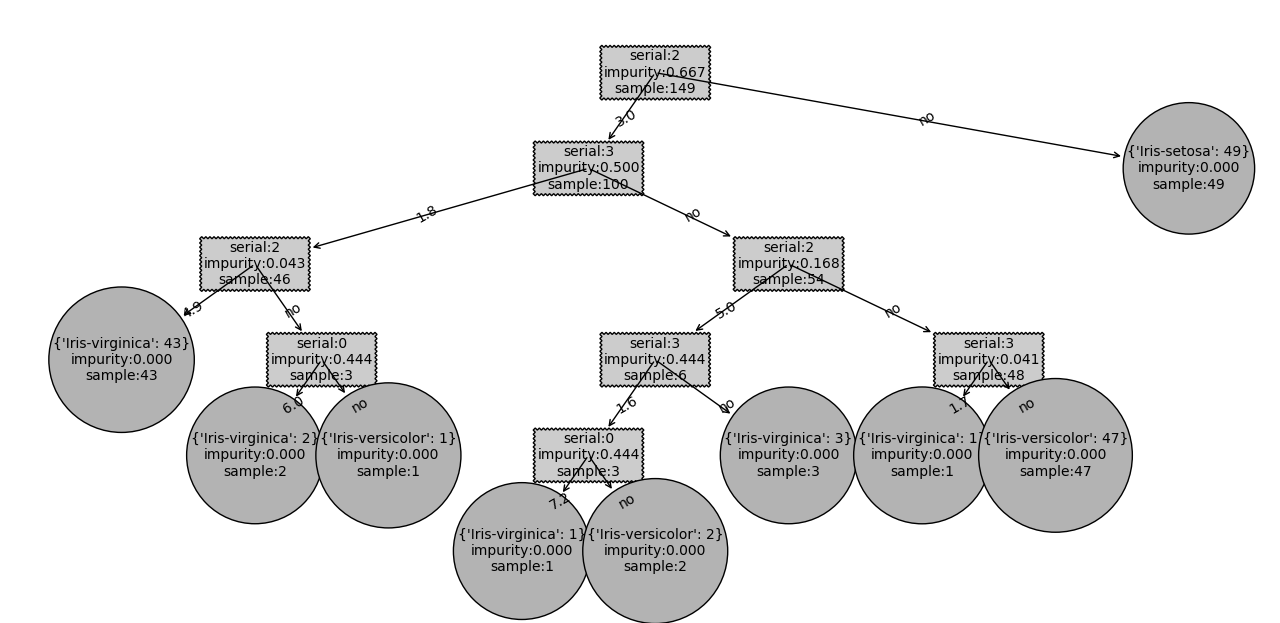 serial:2
impurity:0.667
sample:149
3.0
no
serial:3
impurity:0.500
sample:100
{'Iris-setosa': 49}
impurity:0.000
sample:49
1.8
no
serial:2
impurity:0.043
sample:46
serial:2
impurity:0.168
sample:54
4.9
no
5.0
no
{'Iris-virginica': 43}
impurity:0.000
sample:43
serial:0
impurity:0.444
sample:3
serial:3
impurity:0.444
sample:6
serial:3
impurity:0.041
sample:48
6.0
no
1.6
no
1.7
no
{'Iris-virginica': 2}
impurity:0.000
sample:2
{'Iris-versicolor': 1}
impurity:0.000
sample:1
serial:0
impurity:0.444
sample:3
{'Iris-virginica': 3}
impurity:0.000
sample:3
{'Iris-virginica': 1
impurity:0.000
sample:1
{'Iris-versicolor': 47}
impurity:0.000
sample:47
7.2
no
{'Iris-virginica': 1}
impurity:0.000
sample:1
{'Iris-versicolor': 2}
impurity:0.000
sample:2